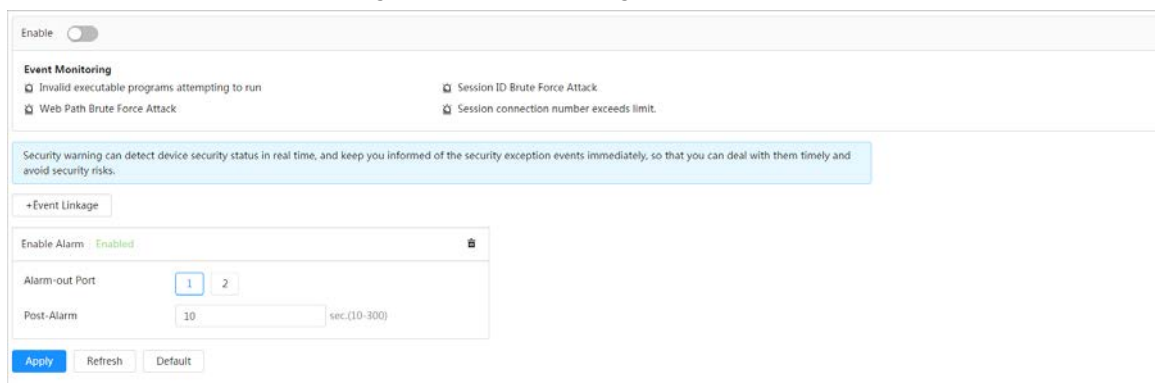 Enable
Event Monitoring
Invalid executable programs attempting to run
Session ID Brute Force Attack
Web Path Brute Force Attack
Session connection number exceeds limit.
Security warning can detect device security status in real time, and keep you informed of the security exception events immediately, so that you can deal with them timely and
avoid security risks.
+Event Linkage
Enable Alarm Enabled
Alarm-out Port 1 2
Post-Alarm 10 sec.(10-300)
Apply Refresh Default